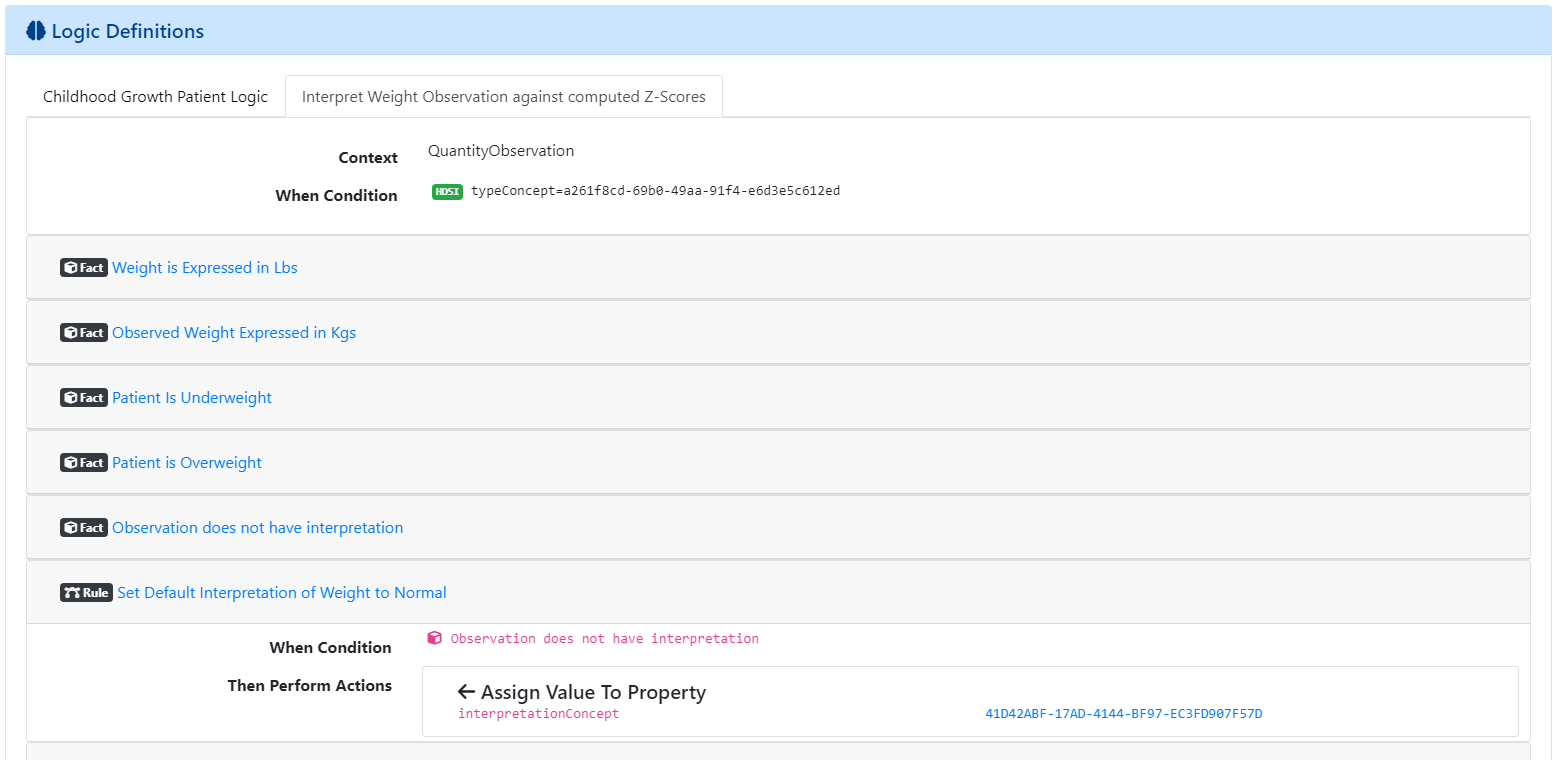 Logic Definitions
Childhood Growth Patient Logic
Interpret Weight Observation against computed Z-Scores
Context
QuantityObservation
When Condition
HDSI typeConcept=a261f8cd-69b0-49aa-91f4-e6d3e5c612ed
Fact Weight is Expressed in Lbs
Fact Observed Weight Expressed in Kgs
Fact Patient Is Underweight
Fact Patient is Overweight
Fact Observation does not have interpretation
Rule Set Default Interpretation of Weight to Normal
When Condition
Observation does not have interpretation
Then Perform Actions
Assign Value To Property
interpretationConcept
41D42ABF-17AD-4144-BF97-EC3FD907F57D